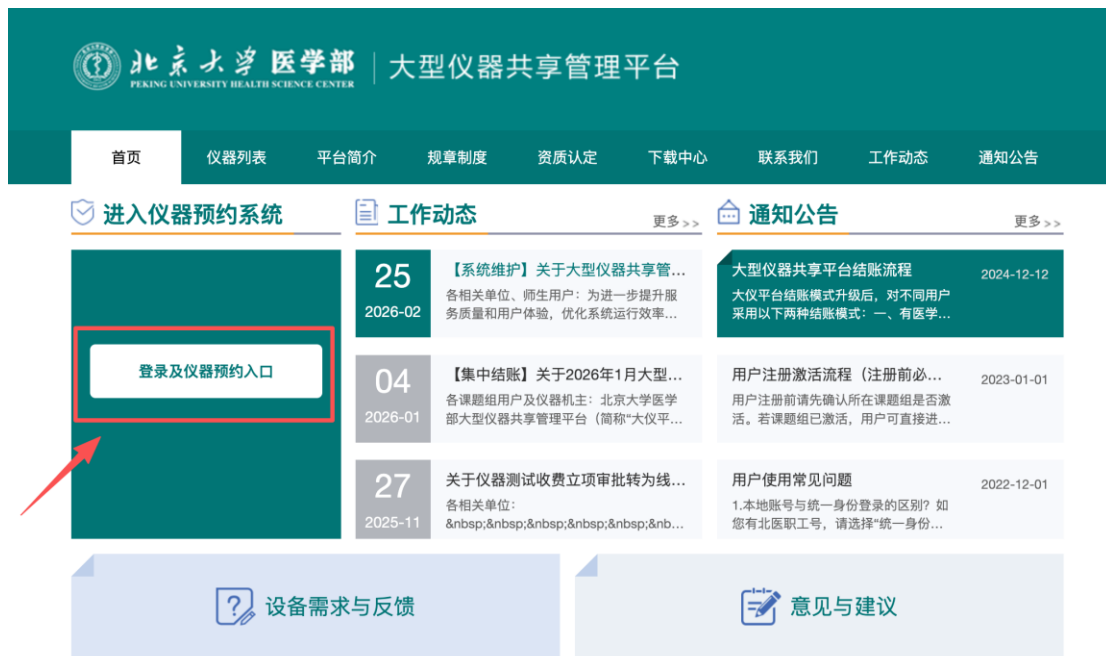 北京大学医学部
PEKING UNIVERSITY HEALTH SCIENCE CENTER
大型仪器共享管理平台
首页 仪器列表 平台简介 规章制度 资质认定 下载中心 联系我们 工作动态 通知公告
进入仪器预约系统
登录及仪器预约入口
工作动态
更多>>
25
2026-02
【系统维护】关于大型仪器共享管...
各相关单位、师生用户：为进一步提升服
务质量和用户体验，优化系统运行效率...
04
2026-01
【集中结账】关于2026年1月大型...
各课题组用户及仪器机主：北京大学医学
部大型仪器共享管理平台（简称“大仪平...
27
2025-11
关于仪器测试收费立项审批转为线...
各相关单位：
&nbsp;&nbsp;&nbsp;&nbsp;&nbsp;&nb...
通知公告
更多>>
大型仪器共享平台结账流程
2024-12-12
大仪平台结账模式升级后，对不同用户
采用以下两种结账模式：一、有医学...
用户注册激活流程（注册前必...
2023-01-01
用户注册前请先确认所在课题组是否激
活。若课题组已激活，用户可直接进...
用户使用常见问题
2022-12-01
1.本地账号与统一身份登录的区别？如
您有北医职工号，请选择“统一身份...
设备需求与反馈
意见与建议